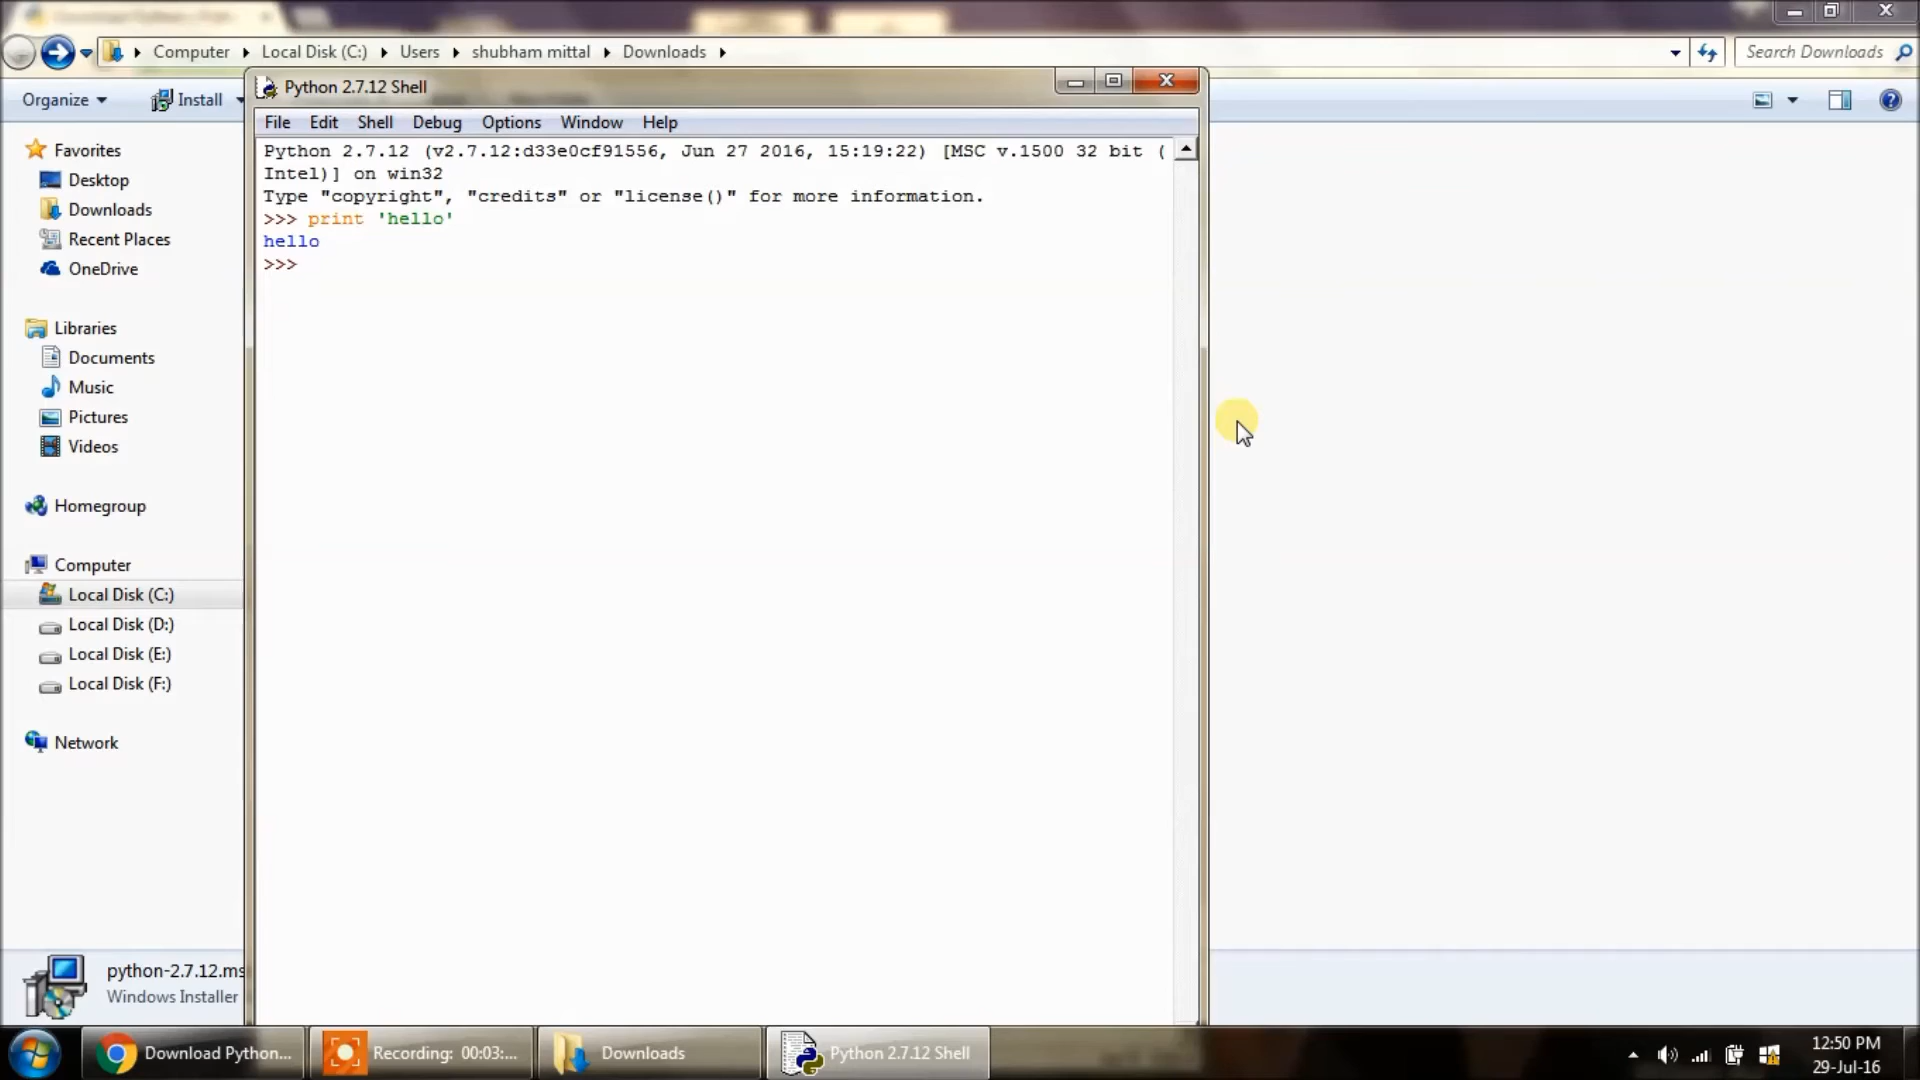 Computer Local Disk (C:) Users shubham mittal Downloads
Search Downloads
Python 2.7.12 Shell
Organize Install
File Edit Shell Debug Options Window Help
Python 2.7.12 (v2.7.12:d33e0cf91556, Jun 27 2016, 15:19:22) [MSC v.1500 32 bit (
Intel)] on win32
Type "copyright", "credits" or "license()" for more information.
>>> print 'hello'
hello
>>>
Favorites
Desktop
Downloads
Recent Places
OneDrive
Libraries
Documents
Music
Pictures
Videos
Homegroup
Computer
Local Disk (C:)
Local Disk (D:)
Local Disk (E:)
Local Disk (F:)
Network
python-2.7.12.ms
Windows Installer
Download Python...
Recording: 00:03:...
Downloads
Python 2.7.12 Shell
12:50 PM
29-Jul-16